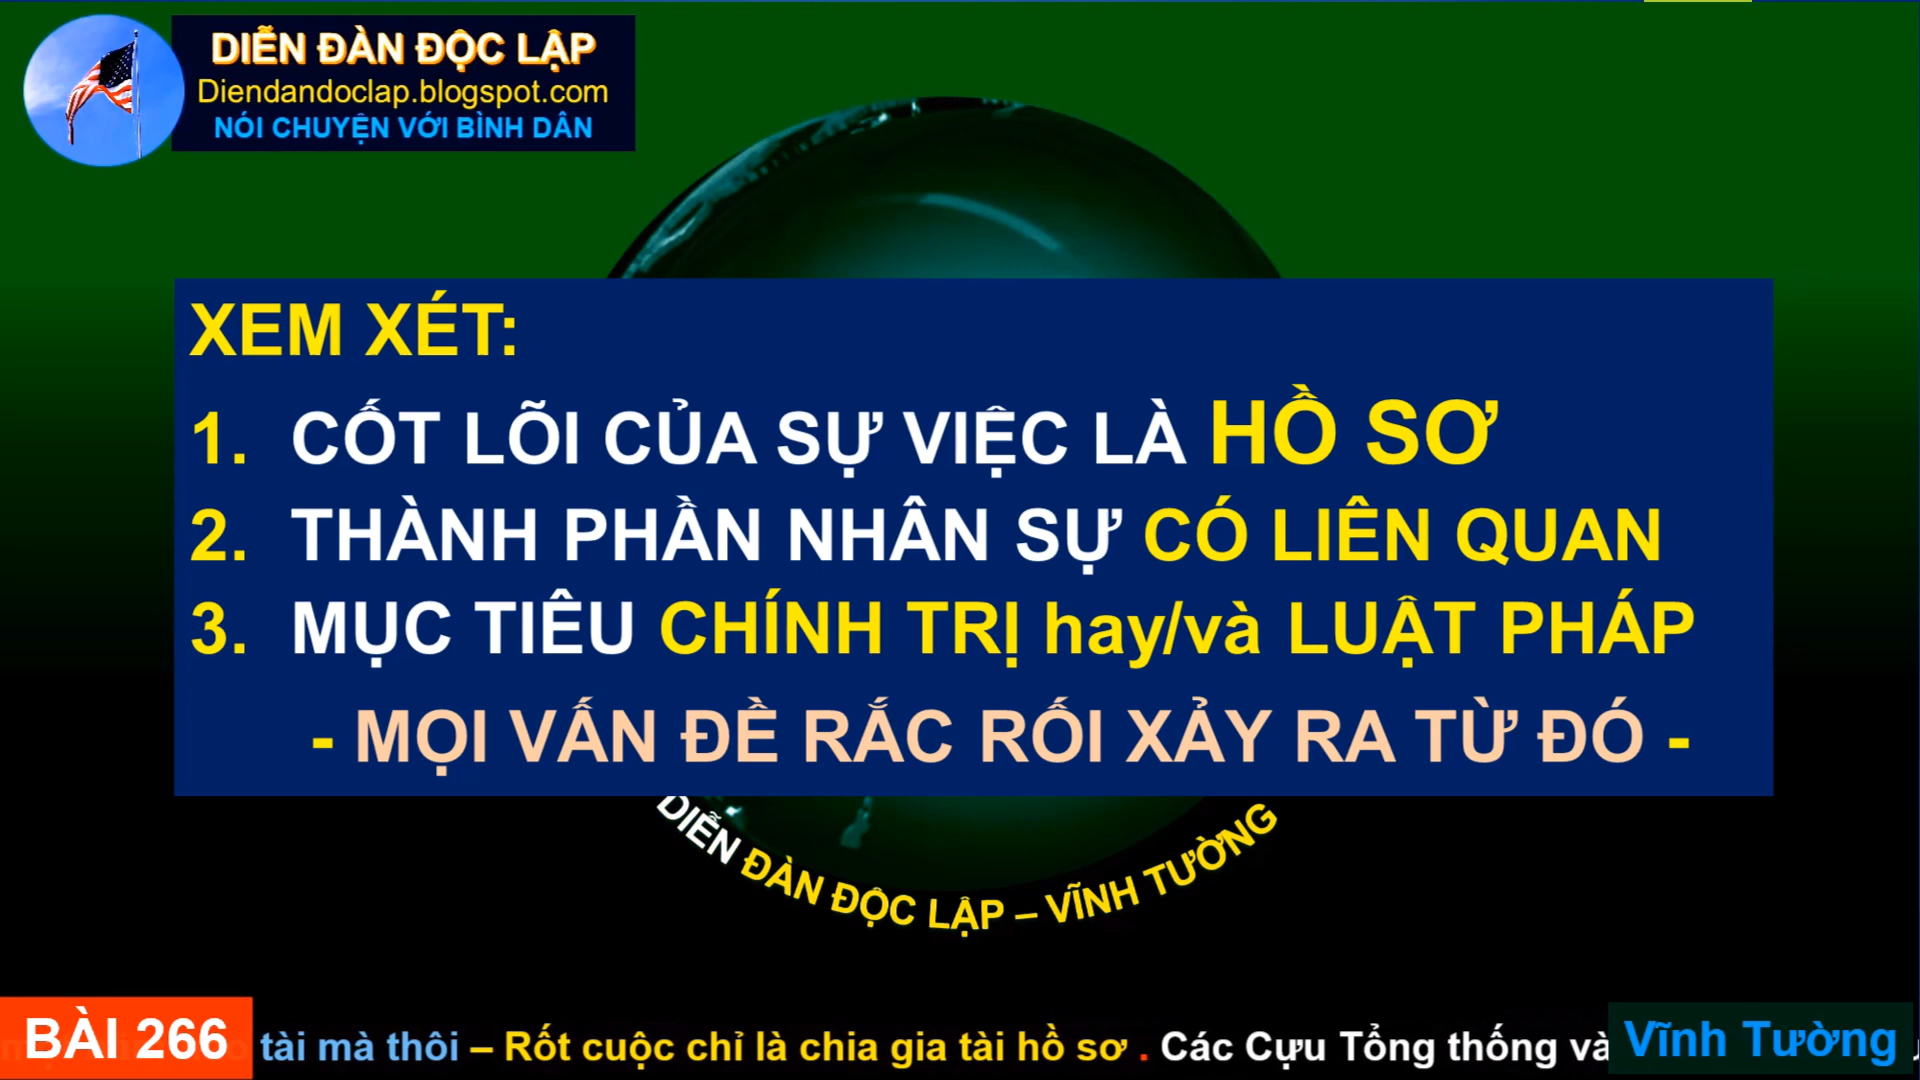 DIỄN ĐÀN ĐỘC LẬP
Diendandoclap.blogspot.com
NÓI CHUYỆN VỚI BÌNH DÂN
XEM XÉT:
1. CỐT LÕI CỦA SỰ VIỆC LÀ HỒ SƠ
2. THÀNH PHẦN NHÂN SỰ CÓ LIÊN QUAN
3. MỤC TIÊU CHÍNH TRỊ hay/và LUẬT PHÁP
- MỌI VẤN ĐỀ RẮC RỐI XẢY RA TỪ ĐÓ -
DIỄN ĐÀN ĐỘC LẬP – VĨNH TƯỜNG
BÀI 266
tài mà thôi – Rốt cuộc chỉ là chia gia tài hồ sơ . Các Cựu Tổng thống và
Vĩnh Tường